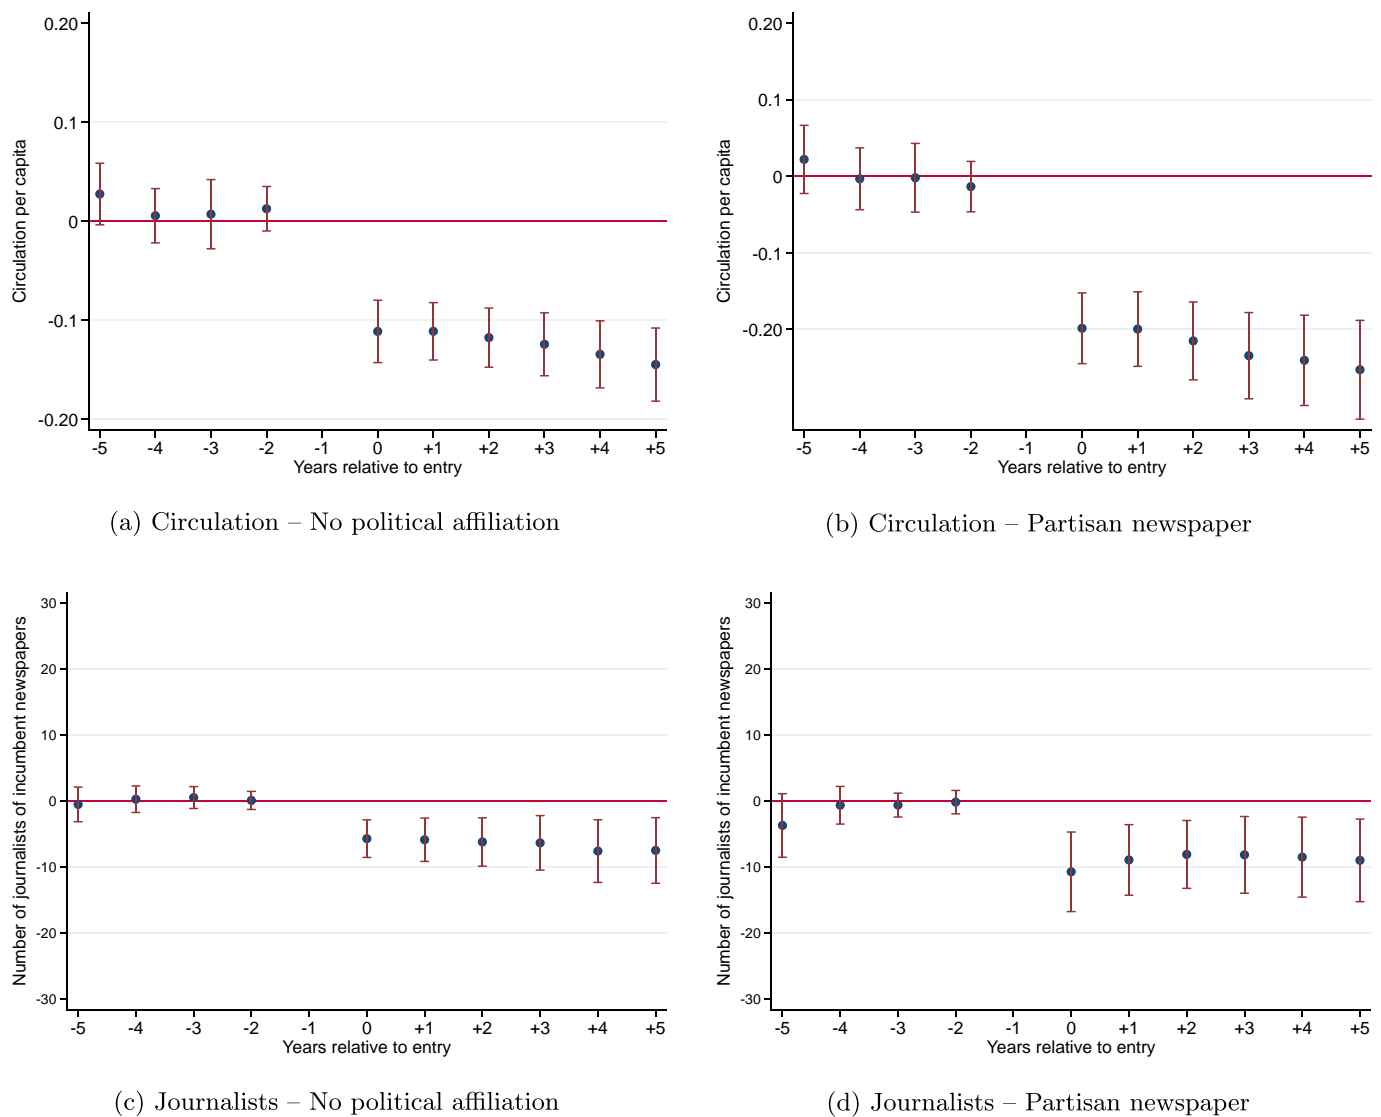 0.20
0.1
0
-0.1
-0.20
Circulation per capita
-5 -4 -3 -2 -1 0 +1 +2 +3 +4 +5
Years relative to entry
(a) Circulation – No political affiliation
0.20
0.1
0
-0.1
-0.20
Circulation per capita
-5 -4 -3 -2 -1 0 +1 +2 +3 +4 +5
Years relative to entry
(b) Circulation – Partisan newspaper
30
20
10
0
-10
-20
-30
Number of journalists of incumbent newspapers
-5 -4 -3 -2 -1 0 +1 +2 +3 +4 +5
Years relative to entry
(c) Journalists – No political affiliation
30
20
10
0
-10
-20
-30
Number of journalists of incumbent newspapers
-5 -4 -3 -2 -1 0 +1 +2 +3 +4 +5
Years relative to entry
(d) Journalists – Partisan newspaper